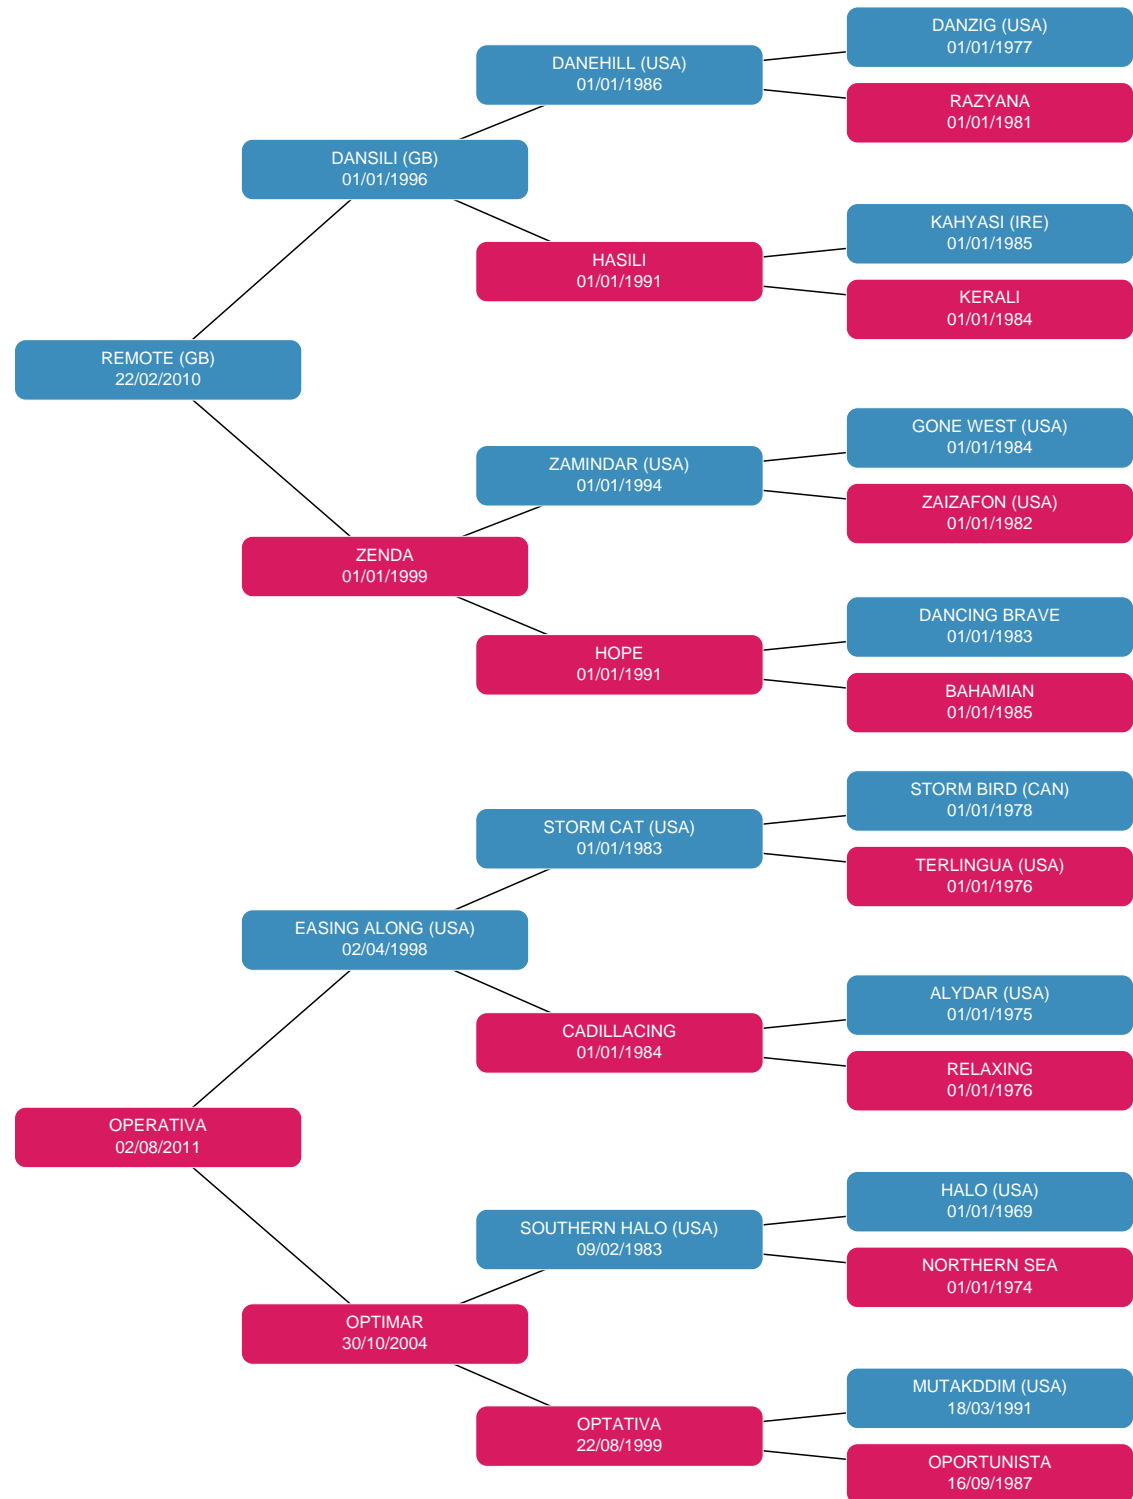 DANZIG (USA)
01/01/1977
DANEHILL (USA)
01/01/1986
RAZYANA
01/01/1981
DANSILI (GB)
01/01/1996
KAHYASI (IRE)
01/01/1985
HASILI
01/01/1991
KERALI
01/01/1984
REMOTE (GB)
22/02/2010
GONE WEST (USA)
01/01/1984
ZAMINDAR (USA)
01/01/1994
ZAIZAFON (USA)
01/01/1982
ZENDA
01/01/1999
DANCING BRAVE
01/01/1983
HOPE
01/01/1991
BAHAMIAN
01/01/1985
STORM BIRD (CAN)
01/01/1978
STORM CAT (USA)
01/01/1983
TERLINGUA (USA)
01/01/1976
EASING ALONG (USA)
02/04/1998
ALYDAR (USA)
01/01/1975
CADILLACING
01/01/1984
RELAXING
01/01/1976
OPERATIVA
02/08/2011
HALO (USA)
01/01/1969
SOUTHERN HALO (USA)
09/02/1983
NORTHERN SEA
01/01/1974
OPTIMAR
30/10/2004
MUTAKDDIM (USA)
18/03/1991
OPTATIVA
22/08/1999
OPORTUNISTA
16/09/1987